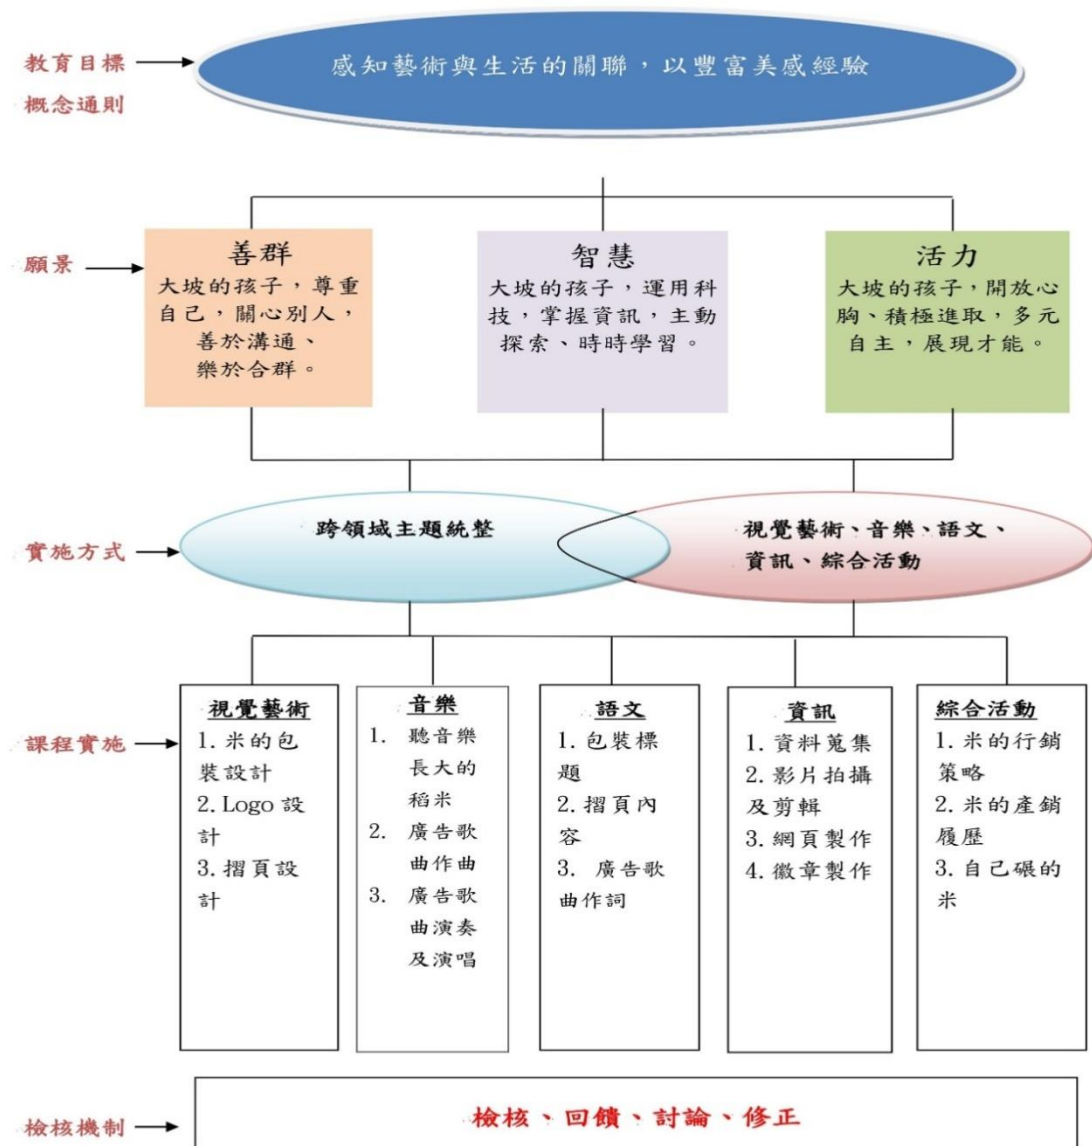 教育目標
概念通則
感知藝術與生活的關聯，以豐富美感經驗
願景
善群
大坡的孩子，尊重
自己，關心別人，
善於溝通、
樂於合群。
智慧
大坡的孩子，運用科
技，掌握資訊，主動
探索、時時學習。
活力
大坡的孩子，開放心
胸、積極進取，多元
自主，展現才能。
實施方式
跨領域主題統整
視覺藝術、音樂、語文、
資訊、綜合活動
課程實施
視覺藝術
1. 米的包
裝設計
2. Logo 設
計
3. 摺頁設
計
音樂
1. 聽音樂
長大的
稻米
2. 廣告歌
曲作曲
3. 廣告歌
曲演奏
及演唱
語文
1. 包裝標
題
2. 摺頁內
容
3. 廣告歌
曲作詞
資訊
1. 資料蒐集
2. 影片拍攝
及剪輯
3. 網頁製作
4. 徽章製作
綜合活動
1. 米的行銷
策略
2. 米的產銷
履歷
3. 自己碾的
米
檢核機制
檢核、回饋、討論、修正